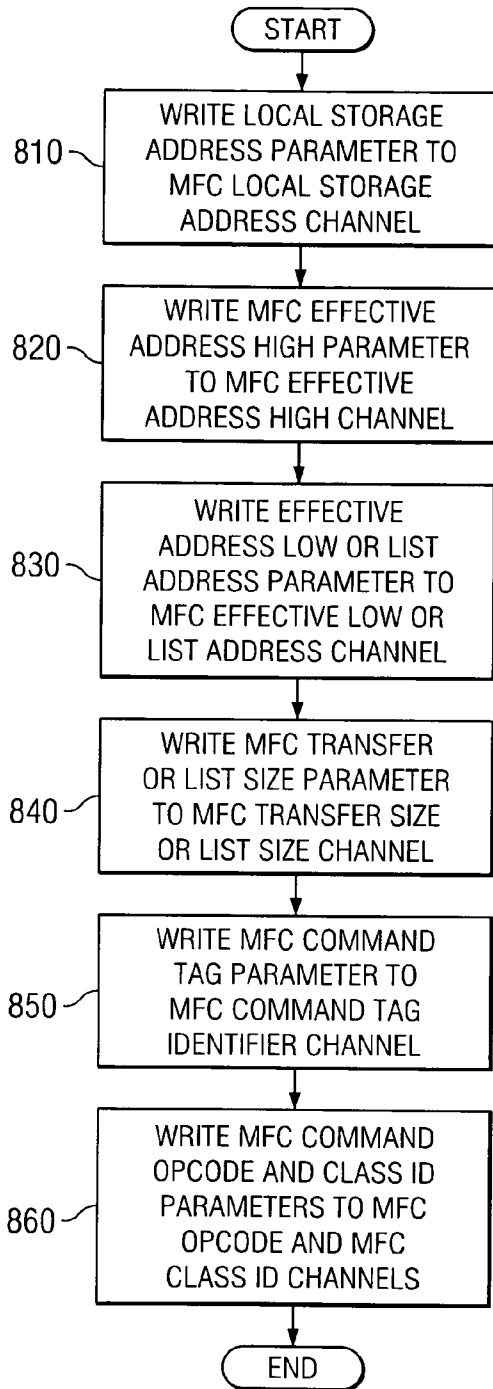 START
810
WRITE LOCAL STORAGE
ADDRESS PARAMETER TO
MFC LOCAL STORAGE
ADDRESS CHANNEL
820
WRITE MFC EFFECTIVE
ADDRESS HIGH PARAMETER
TO MFC EFFECTIVE
ADDRESS HIGH CHANNEL
830
WRITE EFFECTIVE
ADDRESS LOW OR LIST
ADDRESS PARAMETER TO
MFC EFFECTIVE LOW OR
LIST ADDRESS CHANNEL
840
WRITE MFC TRANSFER
OR LIST SIZE PARAMETER
TO MFC TRANSFER SIZE
OR LIST SIZE CHANNEL
850
WRITE MFC COMMAND
TAG PARAMETER TO
MFC COMMAND TAG
IDENTIFIER CHANNEL
860
WRITE MFC COMMAND
OPCODE AND CLASS ID
PARAMETERS TO MFC
OPCODE AND MFC
CLASS ID CHANNELS
END